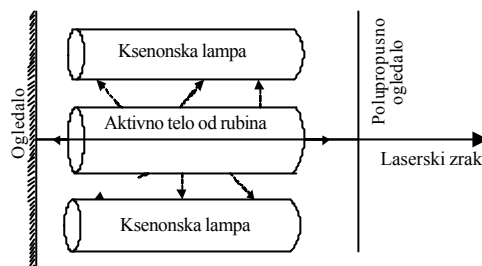 Ksenonska lampa
Ogledalo
Aktivno telo od rubina
Polupropusno
ogledalo
Laserski zrak
Ksenonska lampa